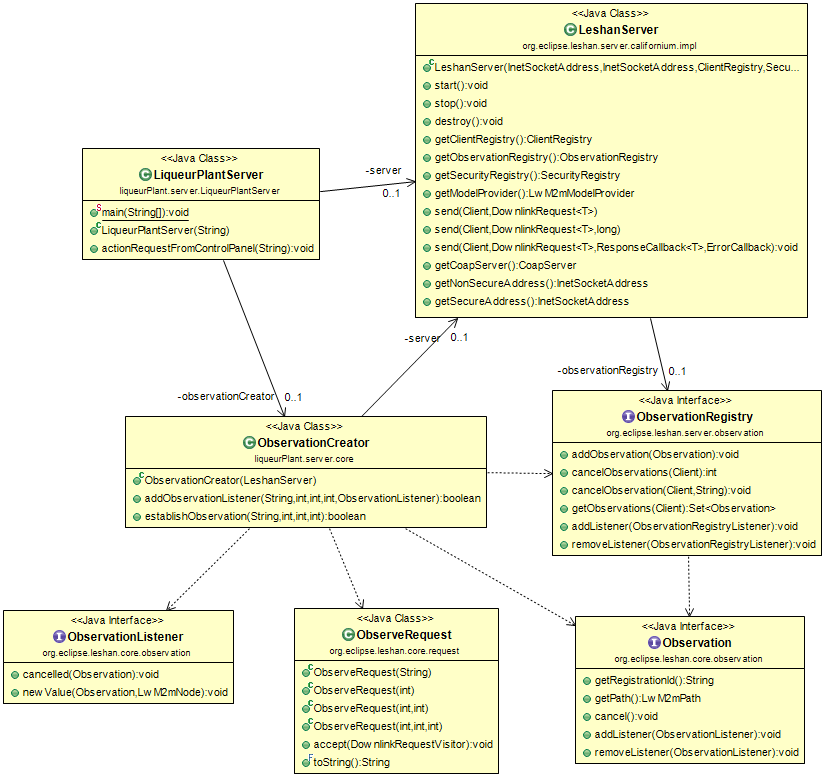 <<Java Class>>
LeshanServer
org.eclipse.leshan.server.californium.impl
LeshanServer(InetSocketAddress,InetSocketAddress,ClientRegistry,Secu...
start():void
stop():void
destroy():void
getClientRegistry():ClientRegistry
getObservationRegistry():ObservationRegistry
getSecurityRegistry():SecurityRegistry
getModelProvider():LwM2mModelProvider
send(Client,DownlinkRequest<T>)
send(Client,DownlinkRequest<T>,long)
send(Client,DownlinkRequest<T>,ResponseCallback<T>,ErrorCallback):void
getCoapServer():CoapServer
getNonSecureAddress():InetSocketAddress
getSecureAddress():InetSocketAddress
<<Java Class>>
LiqueurPlantServer
liqueurPlant.server.LiqueurPlantServer
main(String[]):void
LiqueurPlantServer(String)
actionRequestFromControlPanel(String):void
-server
0..1
-server
0..1
-observationRegistry
0..1
-observationCreator
0..1
<<Java Class>>
ObservationCreator
liqueurPlant.server.core
ObservationCreator(LeshanServer)
addObservationListener(String,int,int,int,ObservationListener):boolean
establishObservation(String,int,int,int):boolean
<<Java Interface>>
ObservationRegistry
org.eclipse.leshan.server.observation
addObservation(Observation):void
cancelObservations(Client):int
cancelObservation(Client,String):void
getObservations(Client):Set<Observation>
addListener(ObservationRegistryListener):void
removeListener(ObservationRegistryListener):void
<<Java Interface>>
ObservationListener
org.eclipse.leshan.core.observation
cancelled(Observation):void
newValue(Observation,LwM2mNode):void
<<Java Class>>
ObserveRequest
org.eclipse.leshan.core.request
ObserveRequest(String)
ObserveRequest(int)
ObserveRequest(int,int)
ObserveRequest(int,int,int)
accept(DownlinkRequestVisitor):void
toString():String
<<Java Interface>>
Observation
org.eclipse.leshan.core.observation
getRegistrationId():String
getPath():LwM2mPath
cancel():void
addListener(ObservationListener):void
removeListener(ObservationListener):void